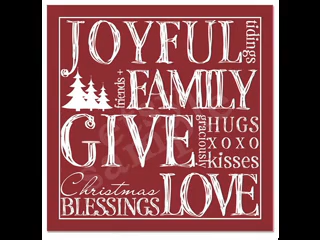 JOYFUL
tidings
friends +
FAMILY
GIVE
graciously
HUGS
XOXO
kisses
Christmas
BLESSINGS
LOVE